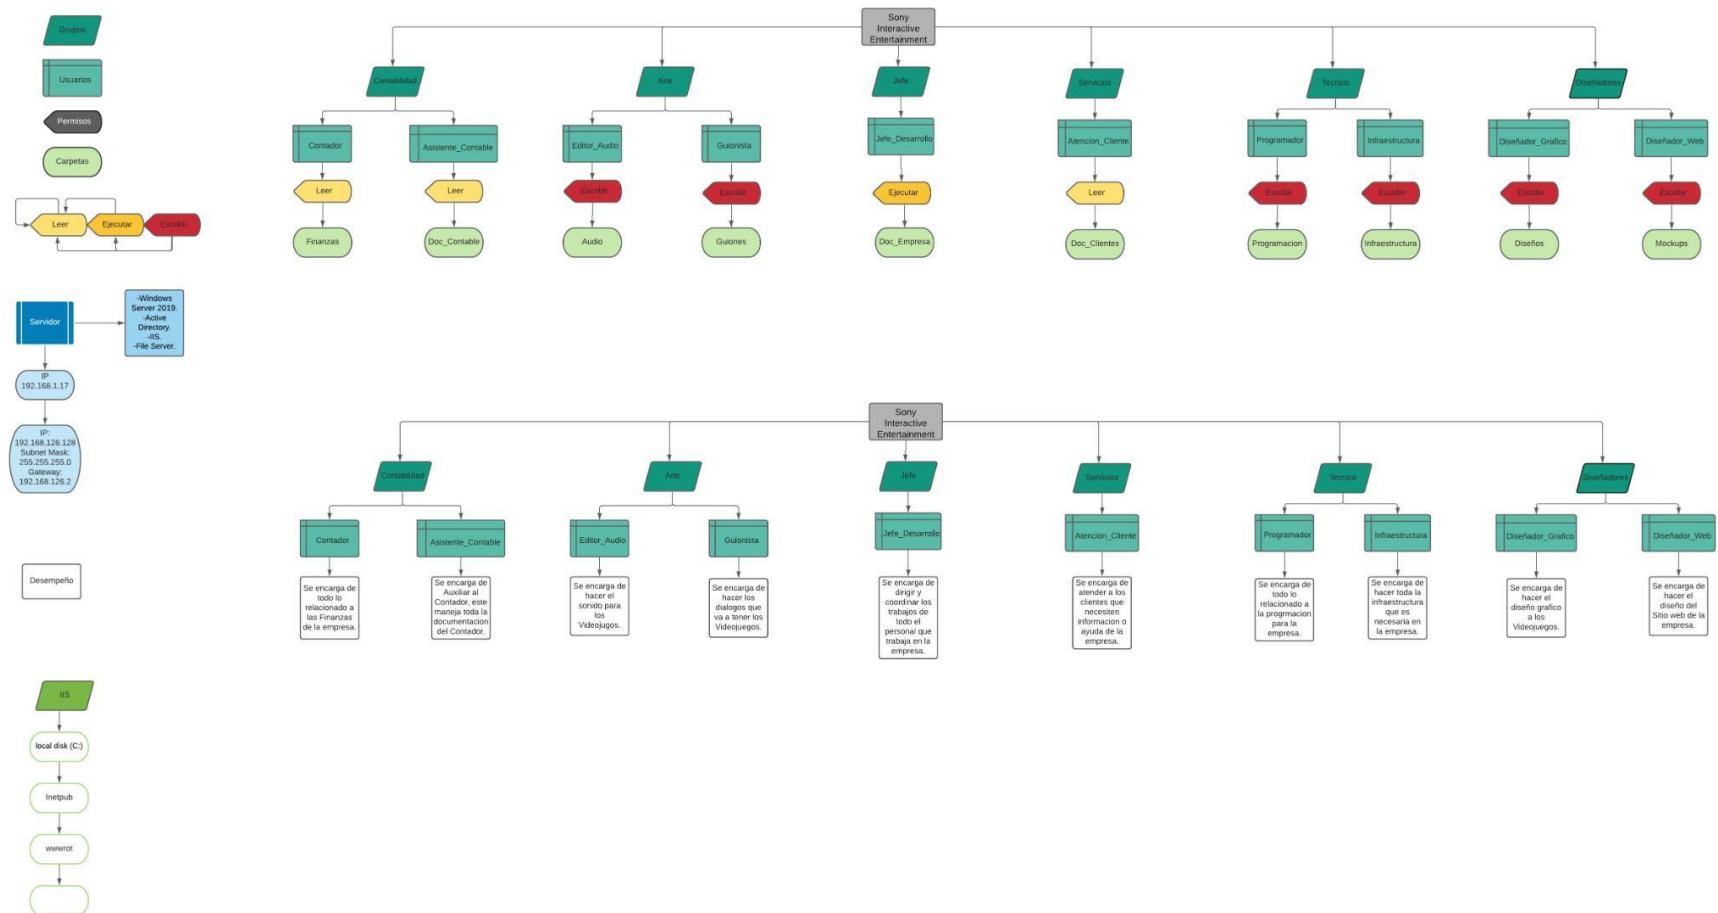 Grupos
Usuarios
Permisos
Carpetas
Leer
Ejecutar
Escribir
Sony
Interactive
Entertainment
Contablidad
Arte
Jefe
Servicios
Tecnico
Diseñadores
Contador
Asistente_Contable
Editor_Audio
Guionista
Jefe_Desarrollo
Atencion_Cliente
Programador
Infraestructura
Diseñador_Grafico
Diseñador_Web
Leer
Leer
Escribir
Escribir
Ejecutar
Leer
Escribir
Escribir
Escribir
Escribir
Finanzas
Doc_Contable
Audio
Guiones
Doc_Empresa
Doc_Clientes
Programacion
Infraestructura
Diseños
Mockups
Servidor
-Windows
Server 2019.
-Active
Directory.
-IIS.
-File Server.
IP
192.168.1.17
IP:
192.168.126.128
Subnet Mask:
255.255.255.0
Gateway:
192.168.126.2
Sony
Interactive
Entertainment
Contablidad
Arte
Jefe
Servicios
Tecnico
Diseñadores
Contador
Asistente_Contable
Editor_Audio
Guionista
Jefe_Desarrollo
Atencion_Cliente
Programador
Infraestructura
Diseñador_Grafico
Diseñador_Web
Desempeño
Se encarga de
todo lo
relacionado a
las Finanzas
de la empresa.
Se encarga de
Auxiliar al
Contador, este
maneja toda la
documentacion
del Contador.
Se encarga de
hacer el
sonido para
los
Videojugos.
Se encarga de
hacer los
dialogos que
va a tener los
Videojuegos.
Se encarga de
dirigir y
coordinar los
trabajos de
todo el
personal que
trabaja en la
empresa.
Se encarga de
atender a los
clientes que
necesiten
informacion o
ayuda de la
empresa.
Se encarga de
todo lo
relacionado a
la progrmacion
para la
empresa.
Se encarga de
hacer toda la
infraestructura
que es
necesaria en
la empresa.
Se encarga de
hacer el
diseño grafico
a los
Videojuegos.
Se encarga de
hacer el
diseño del
Sitio web de la
empresa.
IIS
local disk (C:)
Inetpub
wwwrot